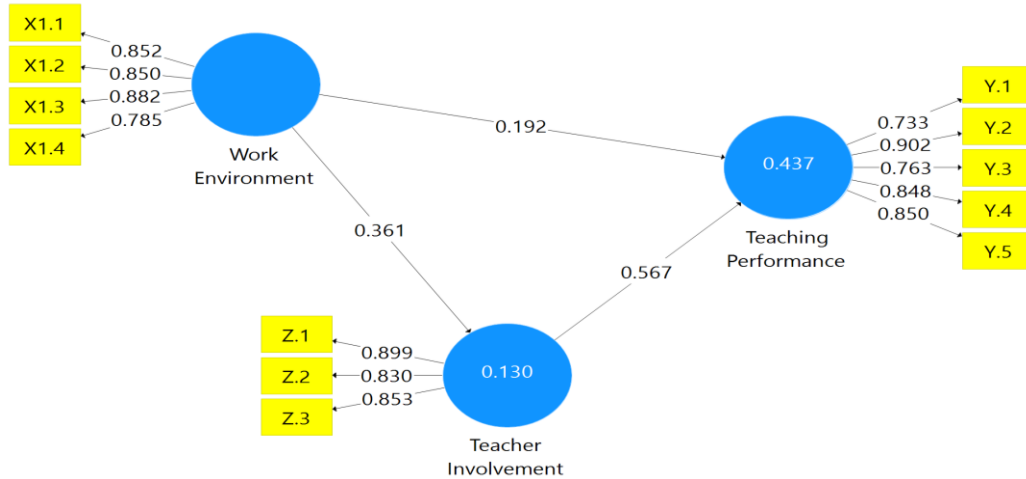 X1.1
X1.2
X1.3
X1.4
0.852
0.850
0.882
0.785
Work
Environment
0.192
0.361
0.437
Teaching
Performance
0.733
0.902
0.763
0.848
0.850
Y.1
Y.2
Y.3
Y.4
Y.5
0.567
Z.1
Z.2
Z.3
0.899
0.830
0.853
0.130
Teacher
Involvement